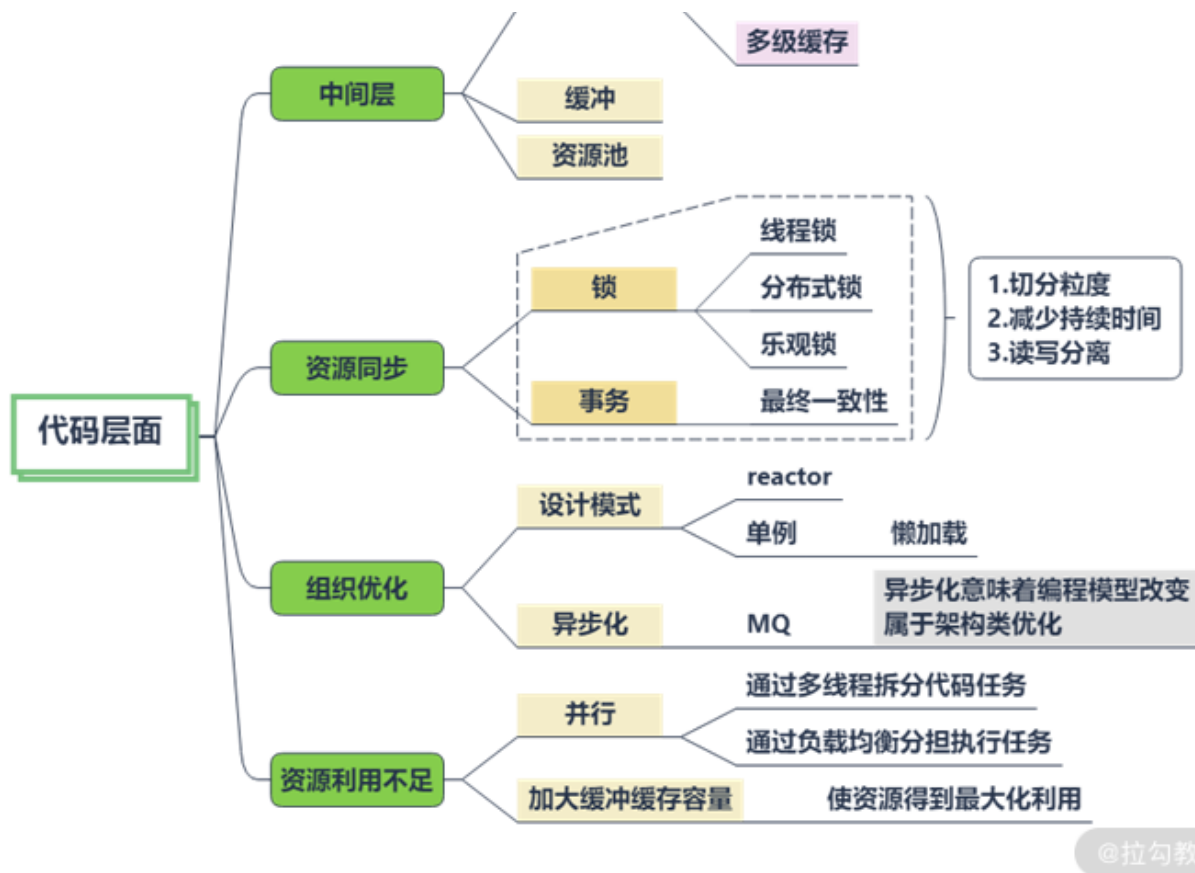 多级缓存
中间层
缓冲
资源池
线程锁
锁
分布式锁
1.切分粒度
2.减少持续时间
3.读写分离
乐观锁
资源同步
事务
最终一致性
代码层面
reactor
设计模式
单例
懒加载
组织优化
异步化
MQ
异步化意味着编程模型改变
属于架构类优化
通过多线程拆分代码任务
并行
通过负载均衡分担执行任务
资源利用不足
加大缓冲缓存容量
使资源得到最大化利用
@拉勾教